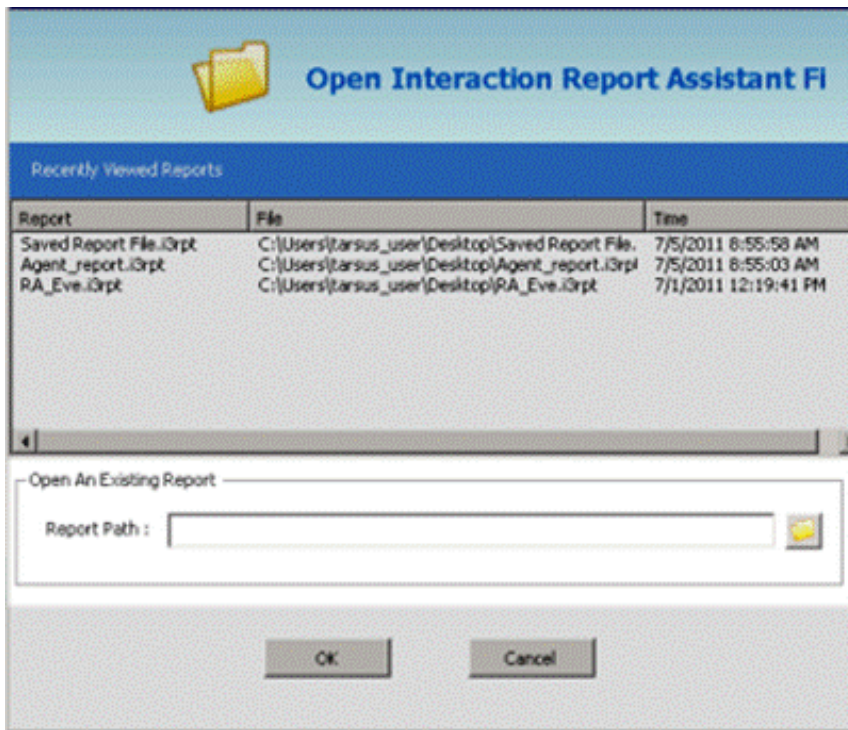 Open Interaction Report Assistant Fi
Recently Viewed Reports
Report File Time
Saved Report File.i3rpt C:\Users\tarsus_user\Desktop\Saved Report File. 7/5/2011 8:55:58 AM
Agent_report.i3rpt C:\Users\tarsus_user\Desktop\Agent_report.i3rpt 7/5/2011 8:55:03 AM
RA_Eve.i3rpt C:\Users\tarsus_user\Desktop\RA_Eve.i3rpt 7/1/2011 12:19:41 PM
Open An Existing Report
Report Path :
OK Cancel